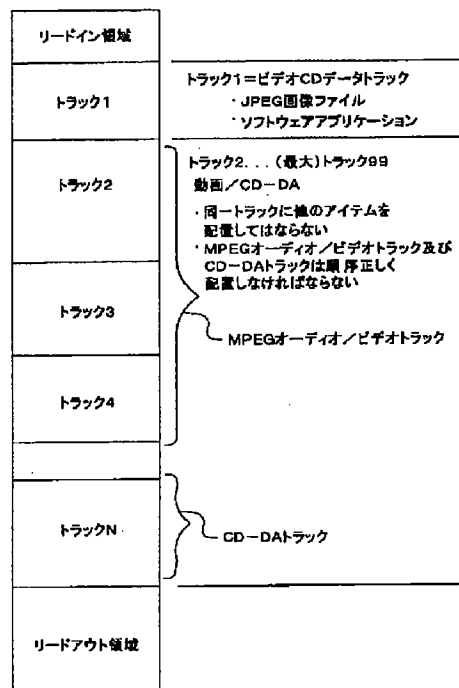 リードイン領域
トラック1
トラック1=ビデオCDデータトラック
・JPEG画像ファイル
・ソフトウェアアプリケーション
トラック2
トラック2...(最大)トラック99
動画/CD-DA
・同一トラックに他のアイテムを
配置してはならない
・MPEGオーディオ/ビデオトラック及び
CD-DAトラックは順序正しく
配置しなければならない
トラック3
MPEGオーディオ/ビデオトラック
トラック4
トラックN
CD-DAトラック
リードアウト領域